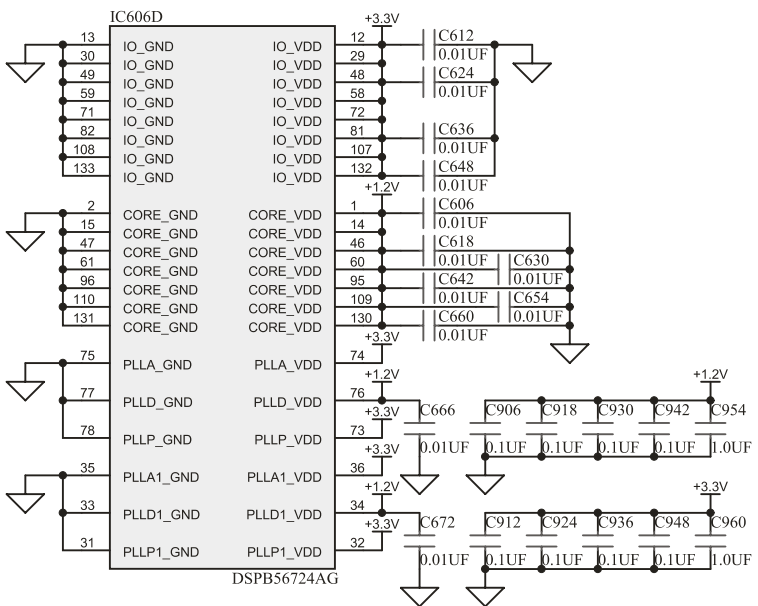 IC606D
+3.3V
13 IO_GND IO_VDD 12 C612
0.01UF
30 IO_GND IO_VDD 29
49 IO_GND IO_VDD 48 C624
0.01UF
59 IO_GND IO_VDD 58
71 IO_GND IO_VDD 72
82 IO_GND IO_VDD 81 C636
0.01UF
108 IO_GND IO_VDD 107
133 IO_GND IO_VDD 132 C648
0.01UF
+1.2V
2 CORE_GND CORE_VDD 1 C606
0.01UF
15 CORE_GND CORE_VDD 14
47 CORE_GND CORE_VDD 46 C618
0.01UF
61 CORE_GND CORE_VDD 60 C630
0.01UF
96 CORE_GND CORE_VDD 95 C642
0.01UF
110 CORE_GND CORE_VDD 109 C654
0.01UF
131 CORE_GND CORE_VDD 130 C660
0.01UF
+3.3V
75 PLLA_GND PLLA_VDD 74
+1.2V +1.2V
77 PLLD_GND PLLD_VDD 76
C666 C906 C918 C930 C942 C954
+3.3V
78 PLLP_GND PLLP_VDD 73
0.01UF 0.1UF 0.1UF 0.1UF 0.1UF 1.0UF
+3.3V
35 PLLA1_GND PLLA1_VDD 36
+1.2V +3.3V
33 PLLD1_GND PLLD1_VDD 34
C672 C912 C924 C936 C948 C960
+3.3V
31 PLLP1_GND PLLP1_VDD 32
0.01UF 0.1UF 0.1UF 0.1UF 0.1UF 1.0UF
DSPB56724AG